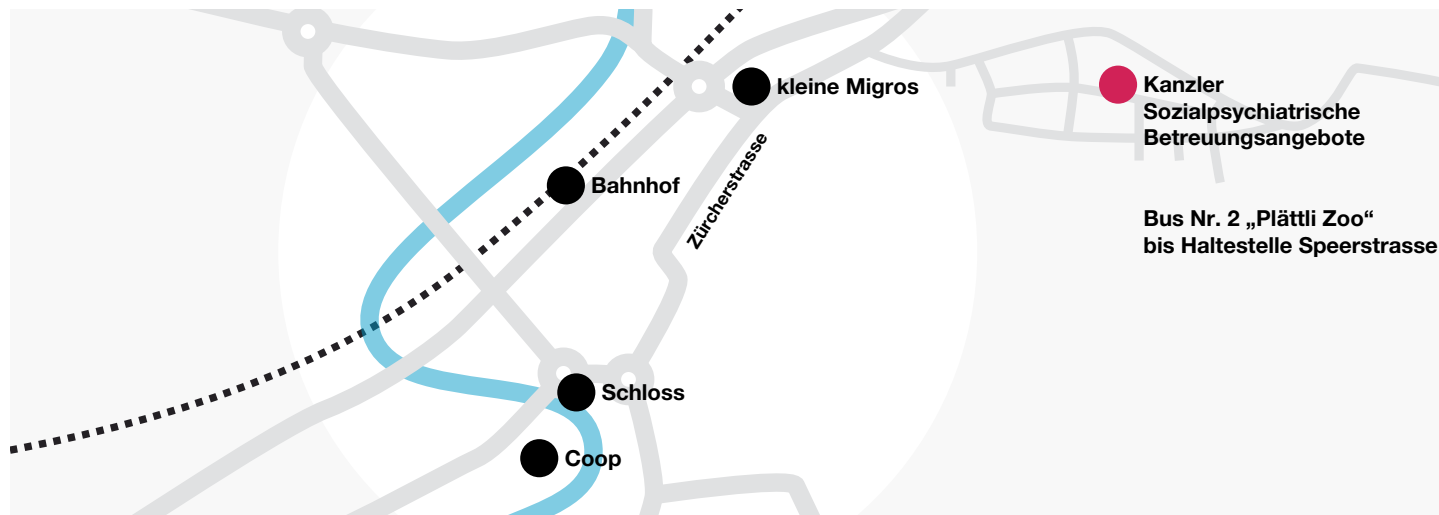 kleine Migros
Kanzler
Sozialpsychiatrische
Betreuungsangebote
Zürcherstrasse
Bahnhof
Bus Nr. 2 „Plättli Zoo“
bis Haltestelle Speerstrasse
Schloss
Coop